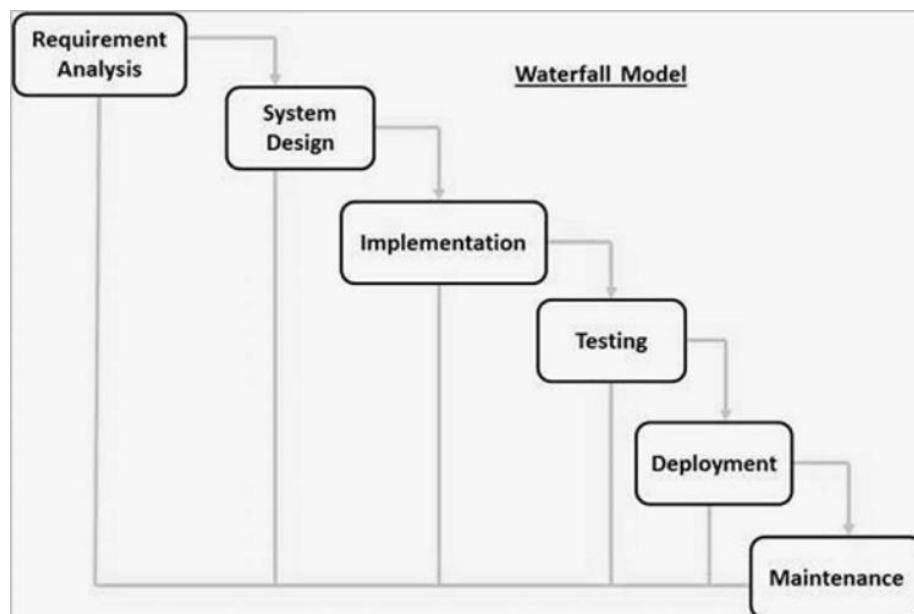 Requirement
Analysis
Waterfall Model
System
Design
Implementation
Testing
Deployment
Maintenance